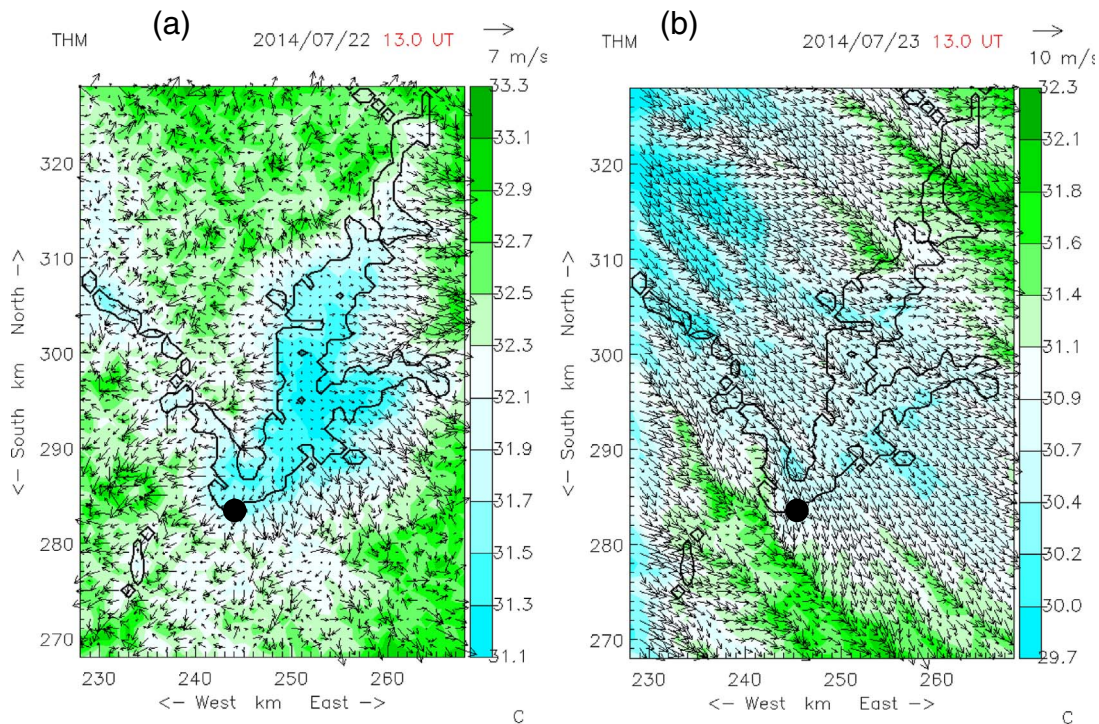 (a)
THM 2014/07/22 13.0 UT
7 m/s
33.3
33.1
32.9
32.7
32.5
32.3
32.1
31.9
31.7
31.5
31.3
31.1
320
310
300
290
280
270
<- South km North ->
230 240 250 260
<- West km East ->
C
(b)
THM 2014/07/23 13.0 UT
10 m/s
32.3
32.1
31.8
31.6
31.4
31.1
30.9
30.7
30.4
30.2
30.0
29.7
320
310
300
290
280
270
<- South km North ->
230 240 250 260
<- West km East ->
C